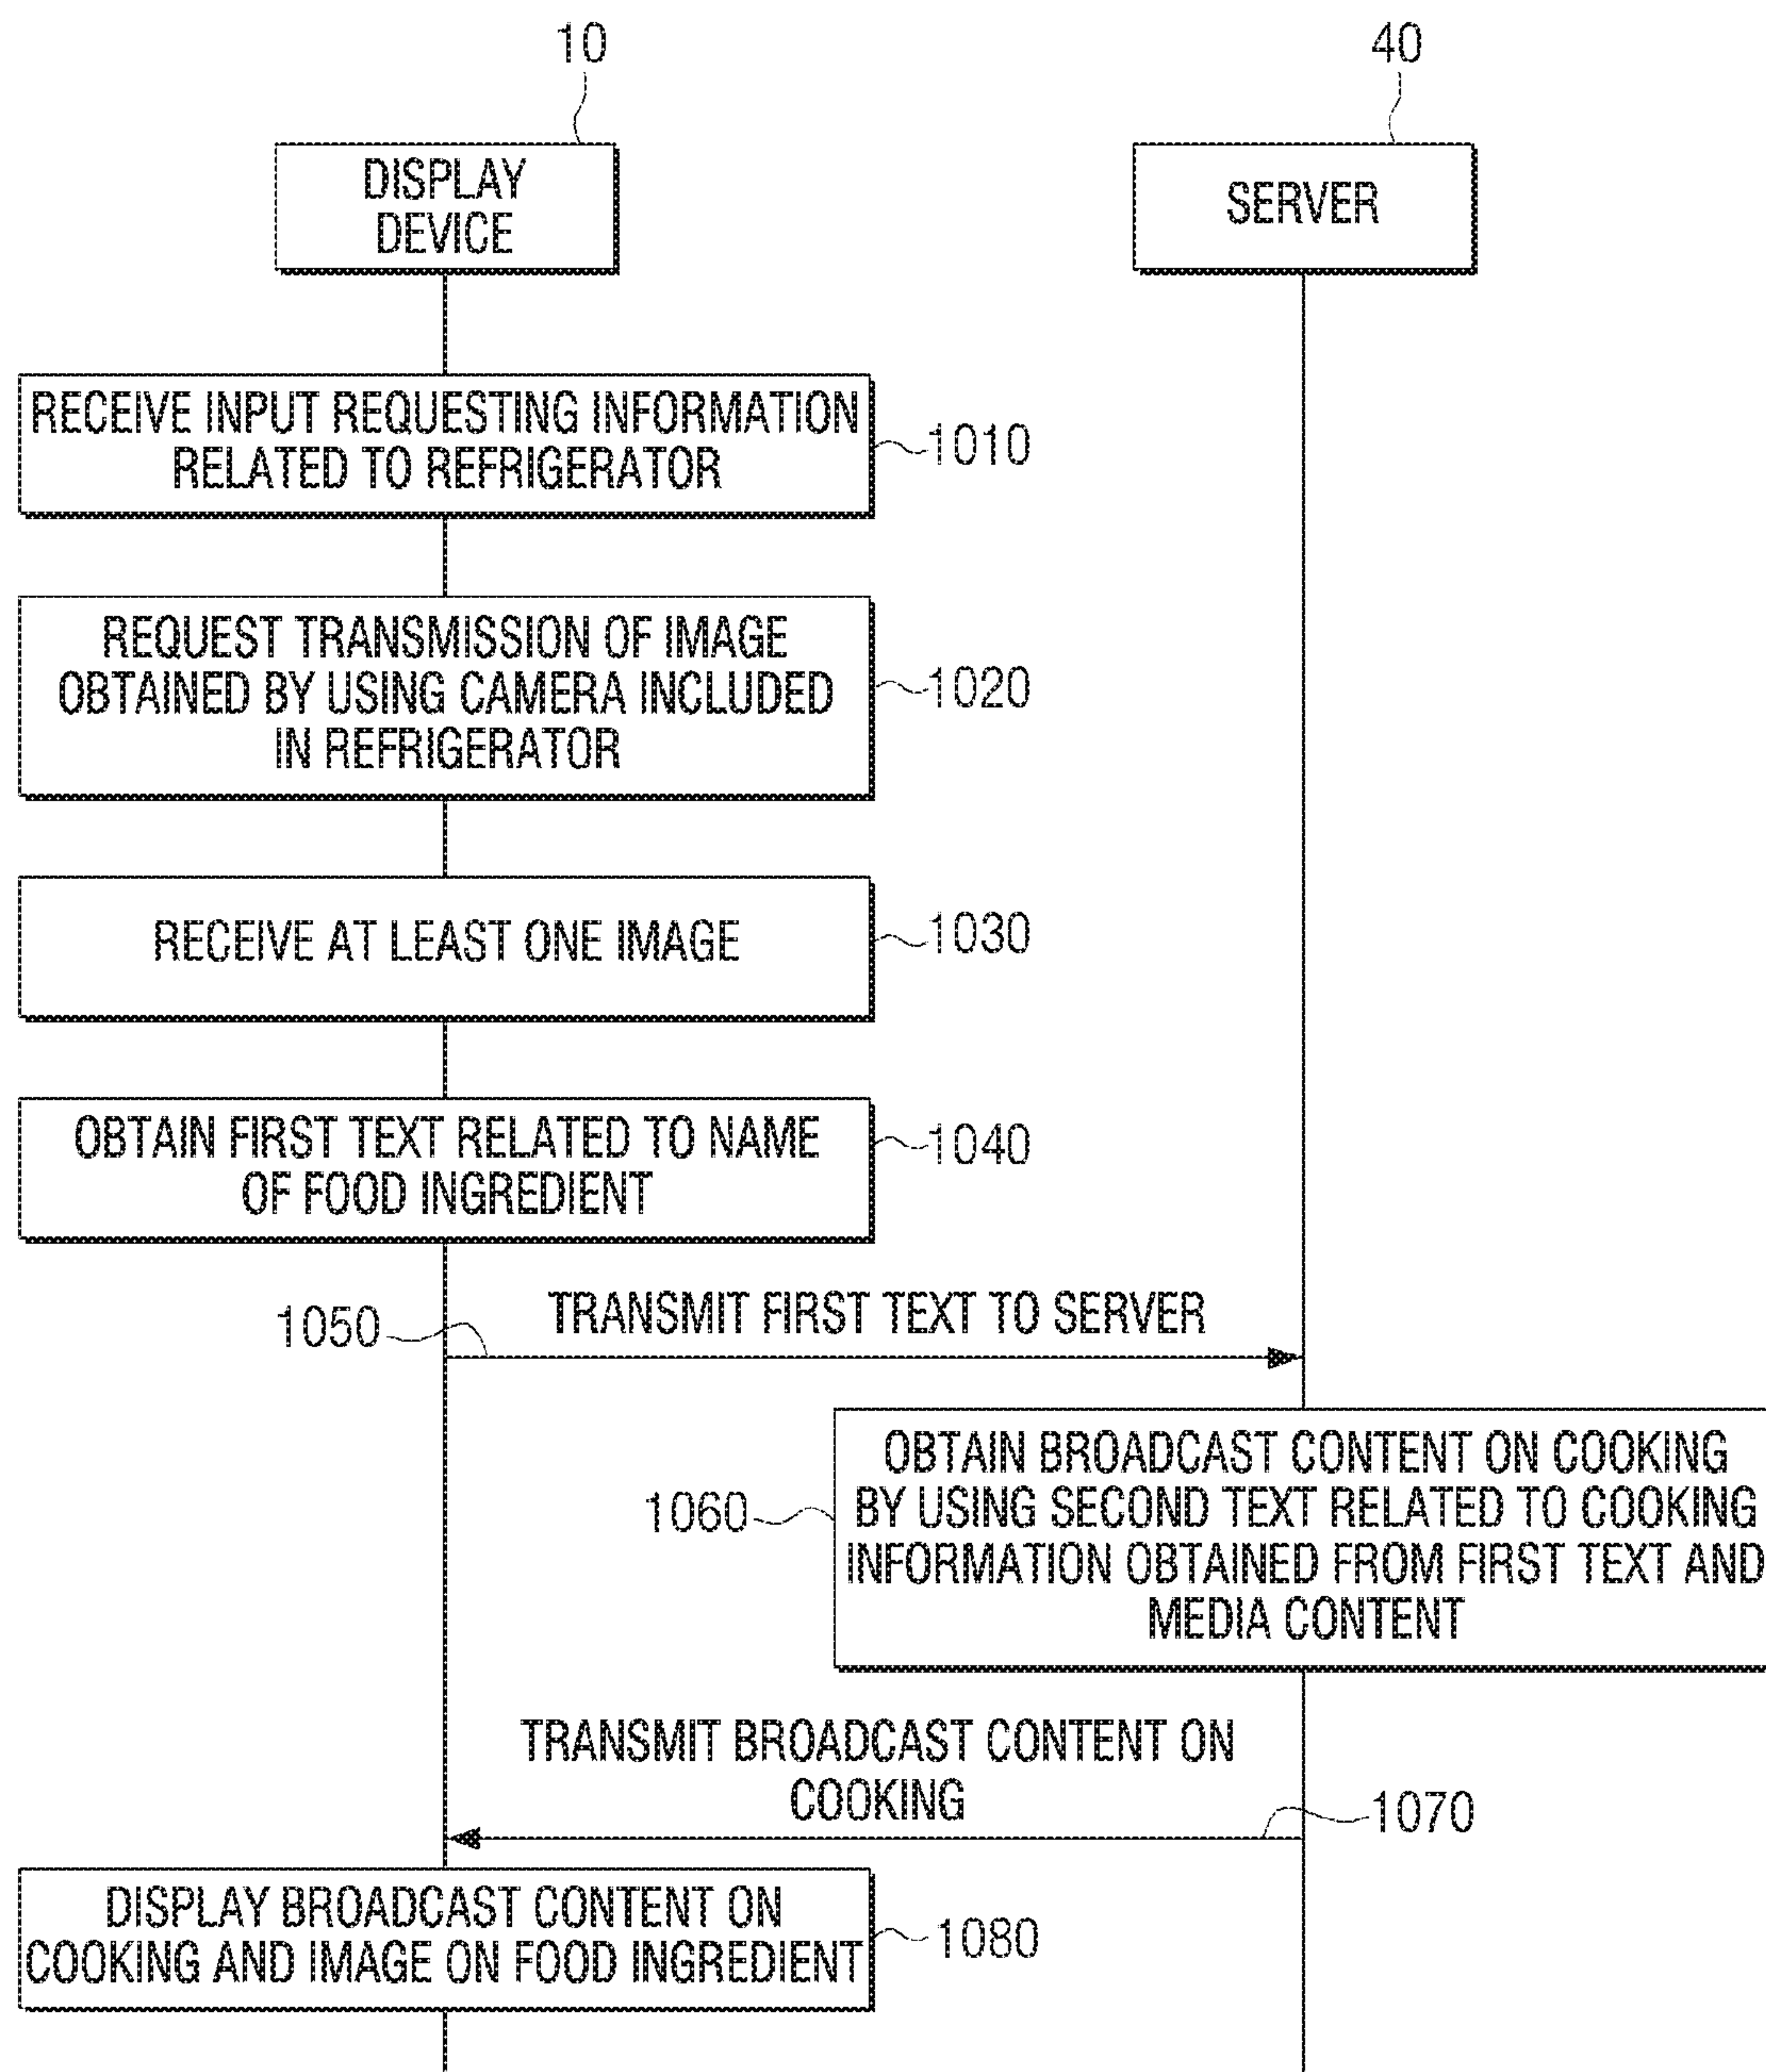 10
40
DISPLAY
DEVICE
SERVER
RECEIVE INPUT REQUESTING INFORMATION
RELATED TO REFRIGERATOR
1010
REQUEST TRANSMISSION OF IMAGE
OBTAINED BY USING CAMERA INCLUDED
IN REFRIGERATOR
1020
RECEIVE AT LEAST ONE IMAGE
1030
OBTAIN FIRST TEXT RELATED TO NAME
OF FOOD INGREDIENT
1040
1050
TRANSMIT FIRST TEXT TO SERVER
OBTAIN BROADCAST CONTENT ON COOKING
BY USING SECOND TEXT RELATED TO COOKING
INFORMATION OBTAINED FROM FIRST TEXT AND
MEDIA CONTENT
1060
TRANSMIT BROADCAST CONTENT ON
COOKING
1070
DISPLAY BROADCAST CONTENT ON
COOKING AND IMAGE ON FOOD INGREDIENT
1080